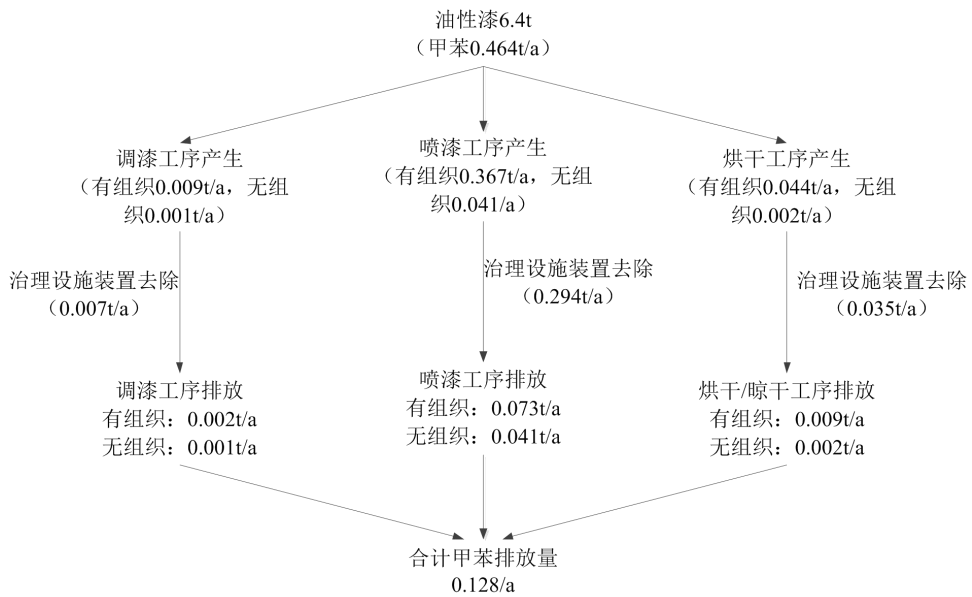 油性漆6.4t
（甲苯0.464t/a）
调漆工序产生
（有组织0.009t/a，无组
织0.001t/a）
喷漆工序产生
（有组织0.367t/a，无组
织0.041/a）
烘干工序产生
（有组织0.044t/a，无组
织0.002t/a）
治理设施装置去除
（0.007t/a）
治理设施装置去除
（0.294t/a）
治理设施装置去除
（0.035t/a）
调漆工序排放
有组织：0.002t/a
无组织：0.001t/a
喷漆工序排放
有组织：0.073t/a
无组织：0.041t/a
烘干/晾干工序排放
有组织：0.009t/a
无组织：0.002t/a
合计甲苯排放量
0.128/a